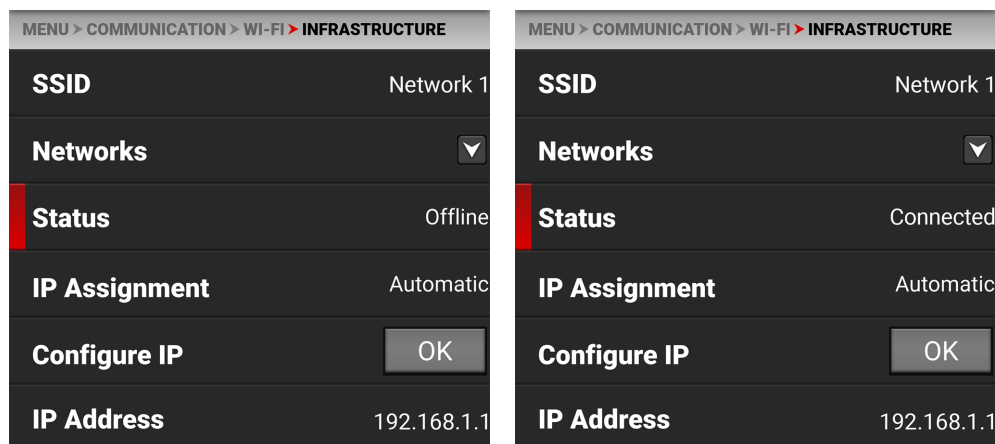 MENU > COMMUNICATION > WI-FI > INFRASTRUCTURE
SSID Network 1
Networks
Status Offline
IP Assignment Automatic
Configure IP OK
IP Address 192.168.1.1
MENU > COMMUNICATION > WI-FI > INFRASTRUCTURE
SSID Network 1
Networks
Status Connected
IP Assignment Automatic
Configure IP OK
IP Address 192.168.1.1